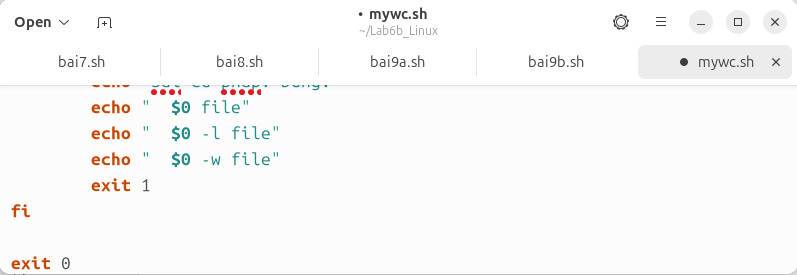 Open
• mywc.sh
~/Lab6b_Linux
bai7.sh bai8.sh bai9a.sh bai9b.sh ● mywc.sh
echo
echo "  $0 file"
echo "  $0 -l file"
echo "  $0 -w file"
exit 1
fi
exit 0